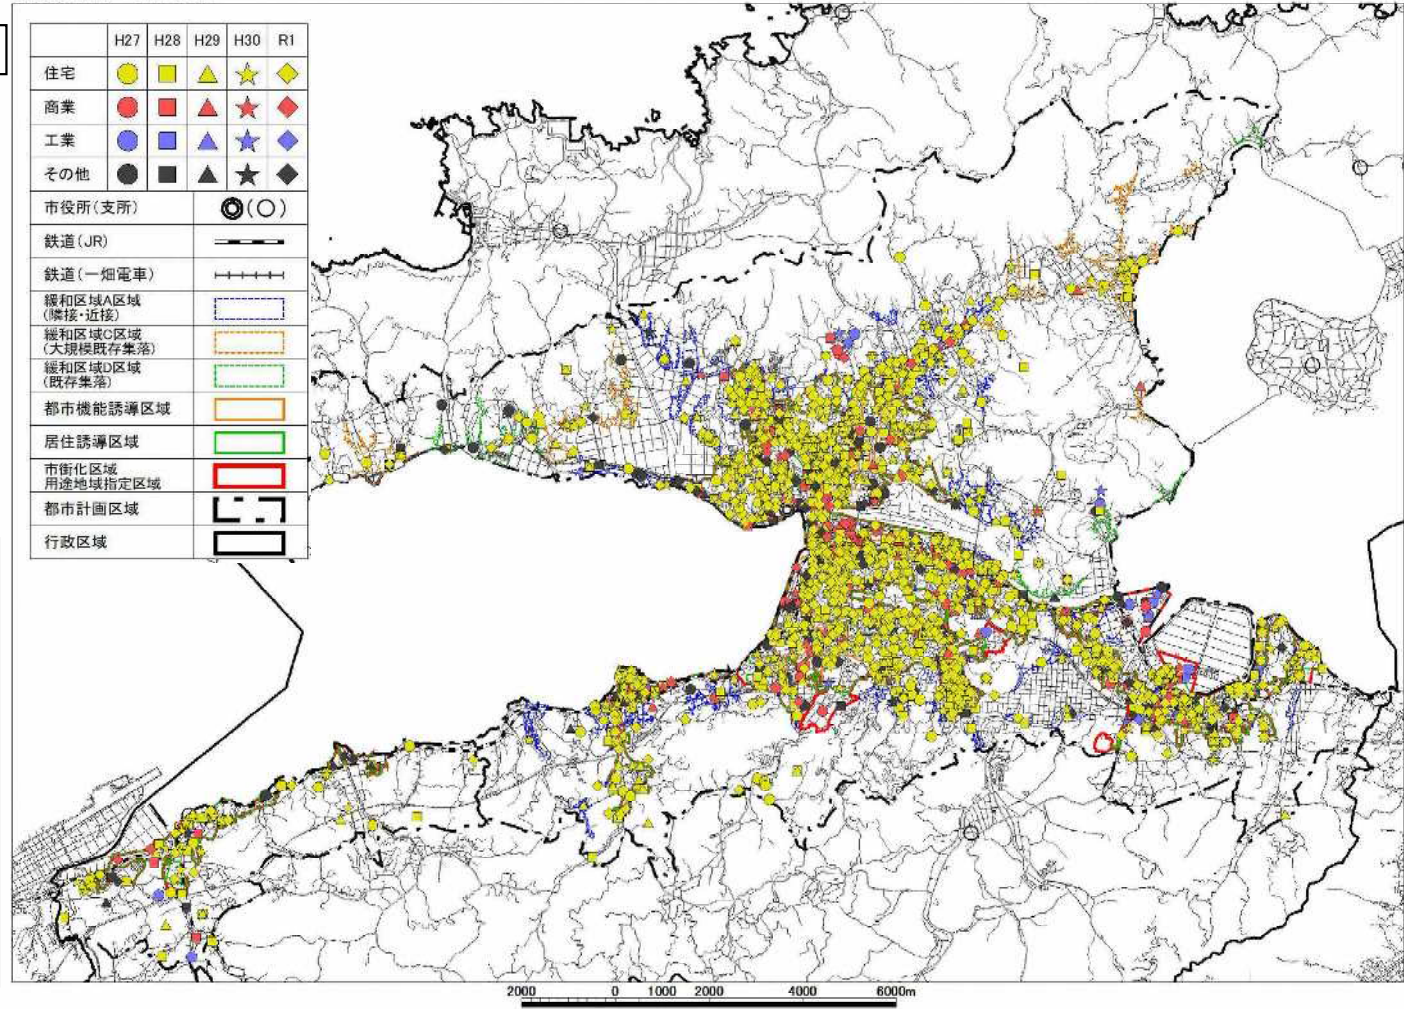 H27 H28 H29 H30 R1
住宅
商業
工業
その他
市役所(支所) (○)
鉄道(JR)
鉄道(一畑電車)
緩和区域A区域
(隣接・近接)
緩和区域C区域
(大規模既存集落)
緩和区域D区域
(既存集落)
都市機能誘導区域
居住誘導区域
市街化区域
用途地域指定区域
都市計画区域
行政区域
2000 0 1000 2000 4000 6000m